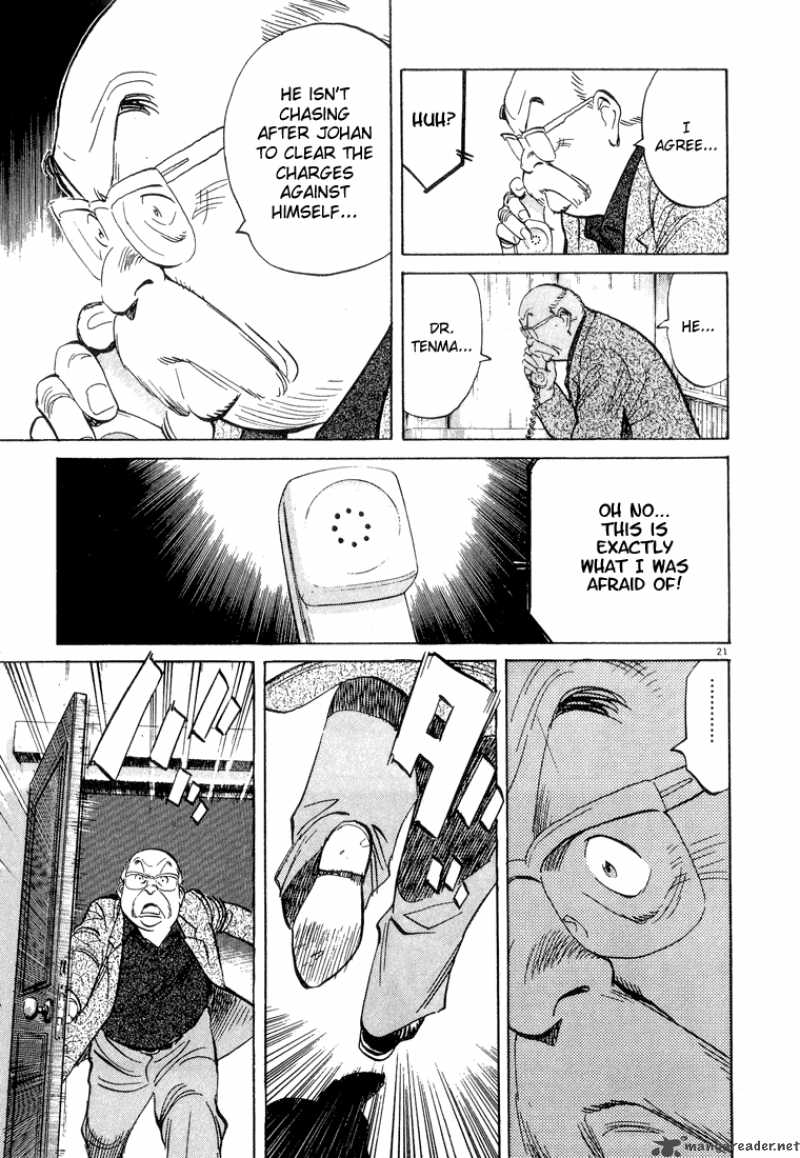 I
AGREE...
HUH?
HE...
DR.
TENMA...
HE ISN'T
CHASING
AFTER JOHAN
TO CLEAR THE
CHARGES
AGAINST
HIMSELF...
OH NO...
THIS IS
EXACTLY
WHAT I WAS
AFRAID OF!
21
.........
mangareader.net